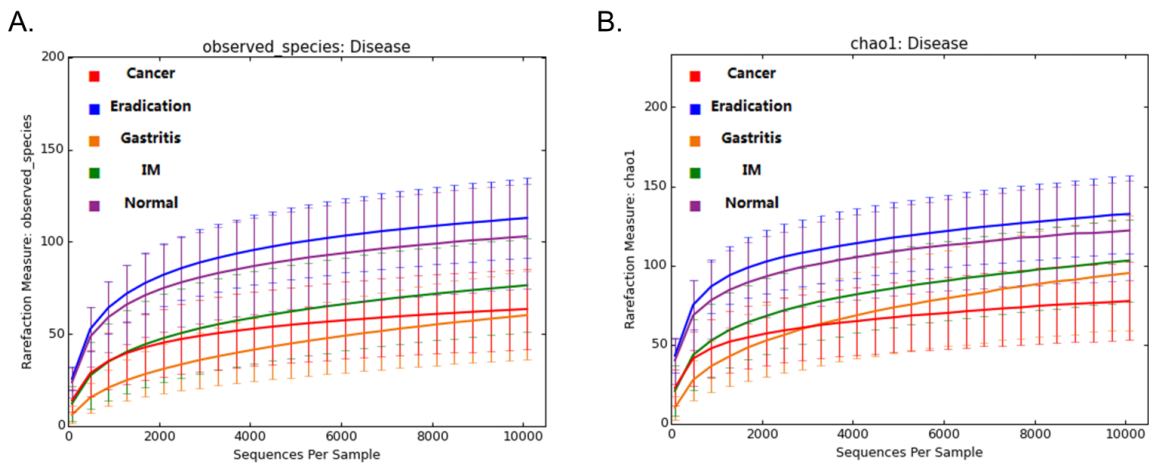 A.
observed_species: Disease
Rarefaction Measure: observed_species
200
150
100
50
0
Cancer
Eradication
Gastritis
IM
Normal
0 2000 4000 6000 8000 10000
Sequences Per Sample
B.
chao1: Disease
Rarefaction Measure: chao1
200
150
100
50
0
Cancer
Eradication
Gastritis
IM
Normal
0 2000 4000 6000 8000 10000
Sequences Per Sample